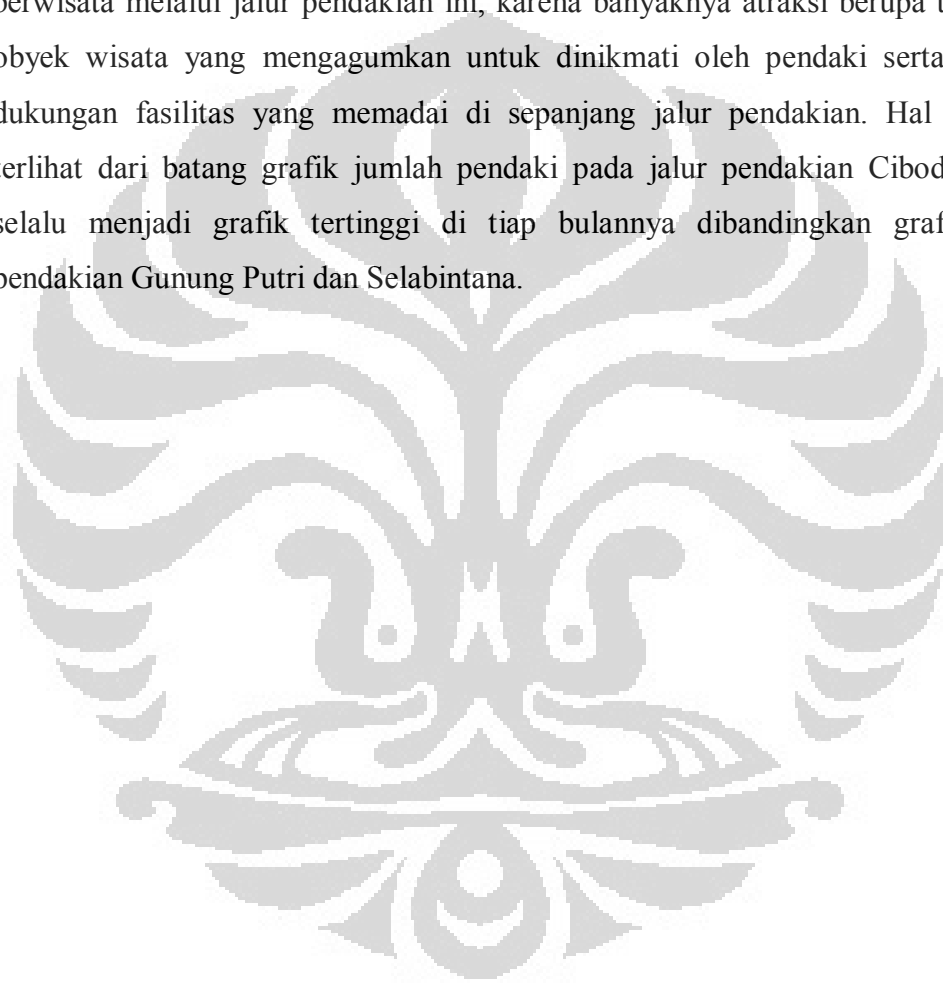 berwisata melalui jalur pendakian ini, karena banyaknya atraksi berupa
obyek wisata yang mengagumkan untuk dinikmati oleh pendaki serta
dukungan fasilitas yang memadai di sepanjang jalur pendakian. Hal
terlihat dari batang grafik jumlah pendaki pada jalur pendakian
selalu menjadi grafik tertinggi di tiap bulannya dibandingkan
pendakian Gunung Putri dan Selabintana.